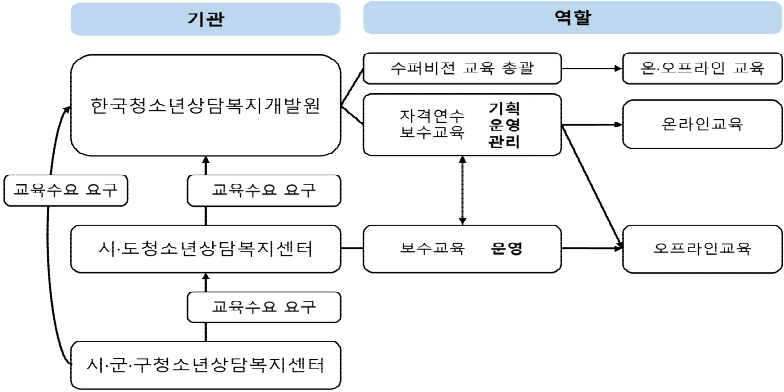 기관
역할
한국청소년상담복지개발원
수퍼비전 교육 총괄
온·오프라인 교육
자격연수
보수교육
기획
운영
관리
온라인교육
교육수요 요구
교육수요 요구
시·도청소년상담복지센터
보수교육 운영
오프라인교육
교육수요 요구
시·군·구청소년상담복지센터